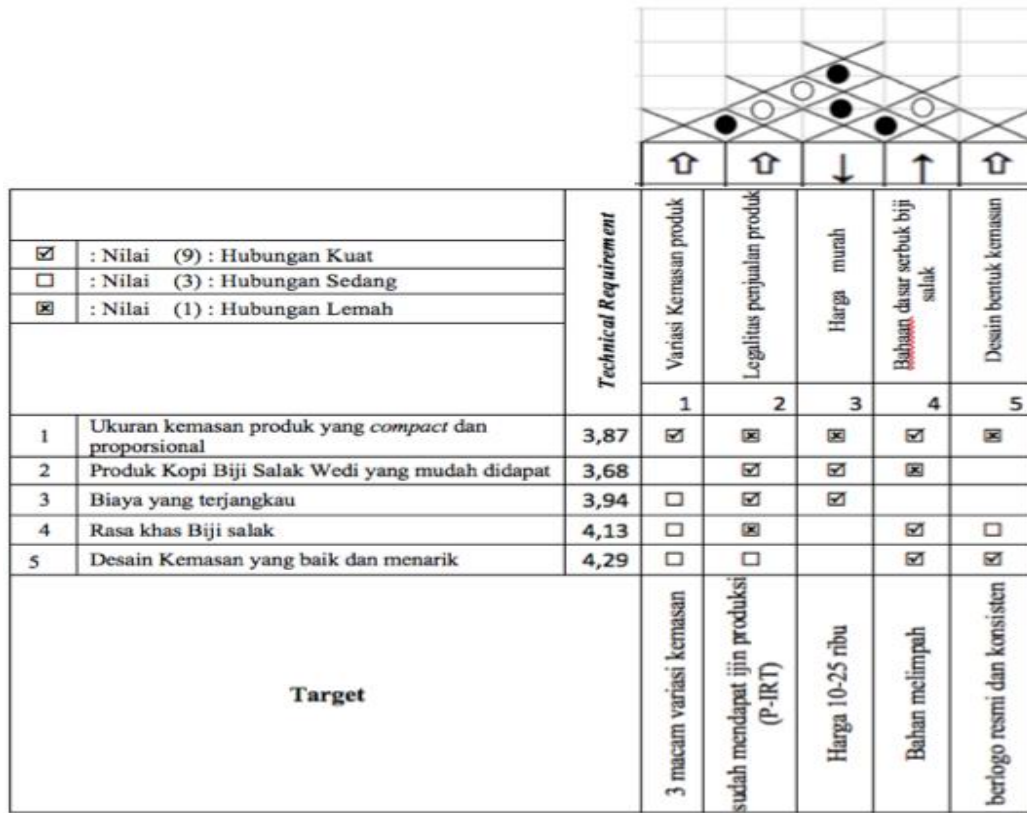 ☑ : Nilai (9) : Hubungan Kuat
☐ : Nilai (3) : Hubungan Sedang
☒ : Nilai (1) : Hubungan Lemah
Technical Requirement
Variasi Kemasan produk
Legalitas penjualan produk
Harga murah
Bahaan dasar serbuk biji
salak
Desain bentuk kemasan
1 2 3 4 5
1 Ukuran kemasan produk yang compact dan
proporsional 3,87 ☑ ☒ ☒ ☑ ☒
2 Produk Kopi Biji Salak Wedi yang mudah didapat 3,68 ☑ ☑ ☒
3 Biaya yang terjangkau 3,94 ☐ ☑ ☑
4 Rasa khas Biji salak 4,13 ☐ ☒ ☑ ☐
5 Desain Kemasan yang baik dan menarik 4,29 ☐ ☐ ☑ ☑
Target
3 macam variasi kemasan
sudah mendapat ijin produksi
(P-IRT)
Harga 10-25 ribu
Bahan melimpah
berlogo resmi dan konsisten